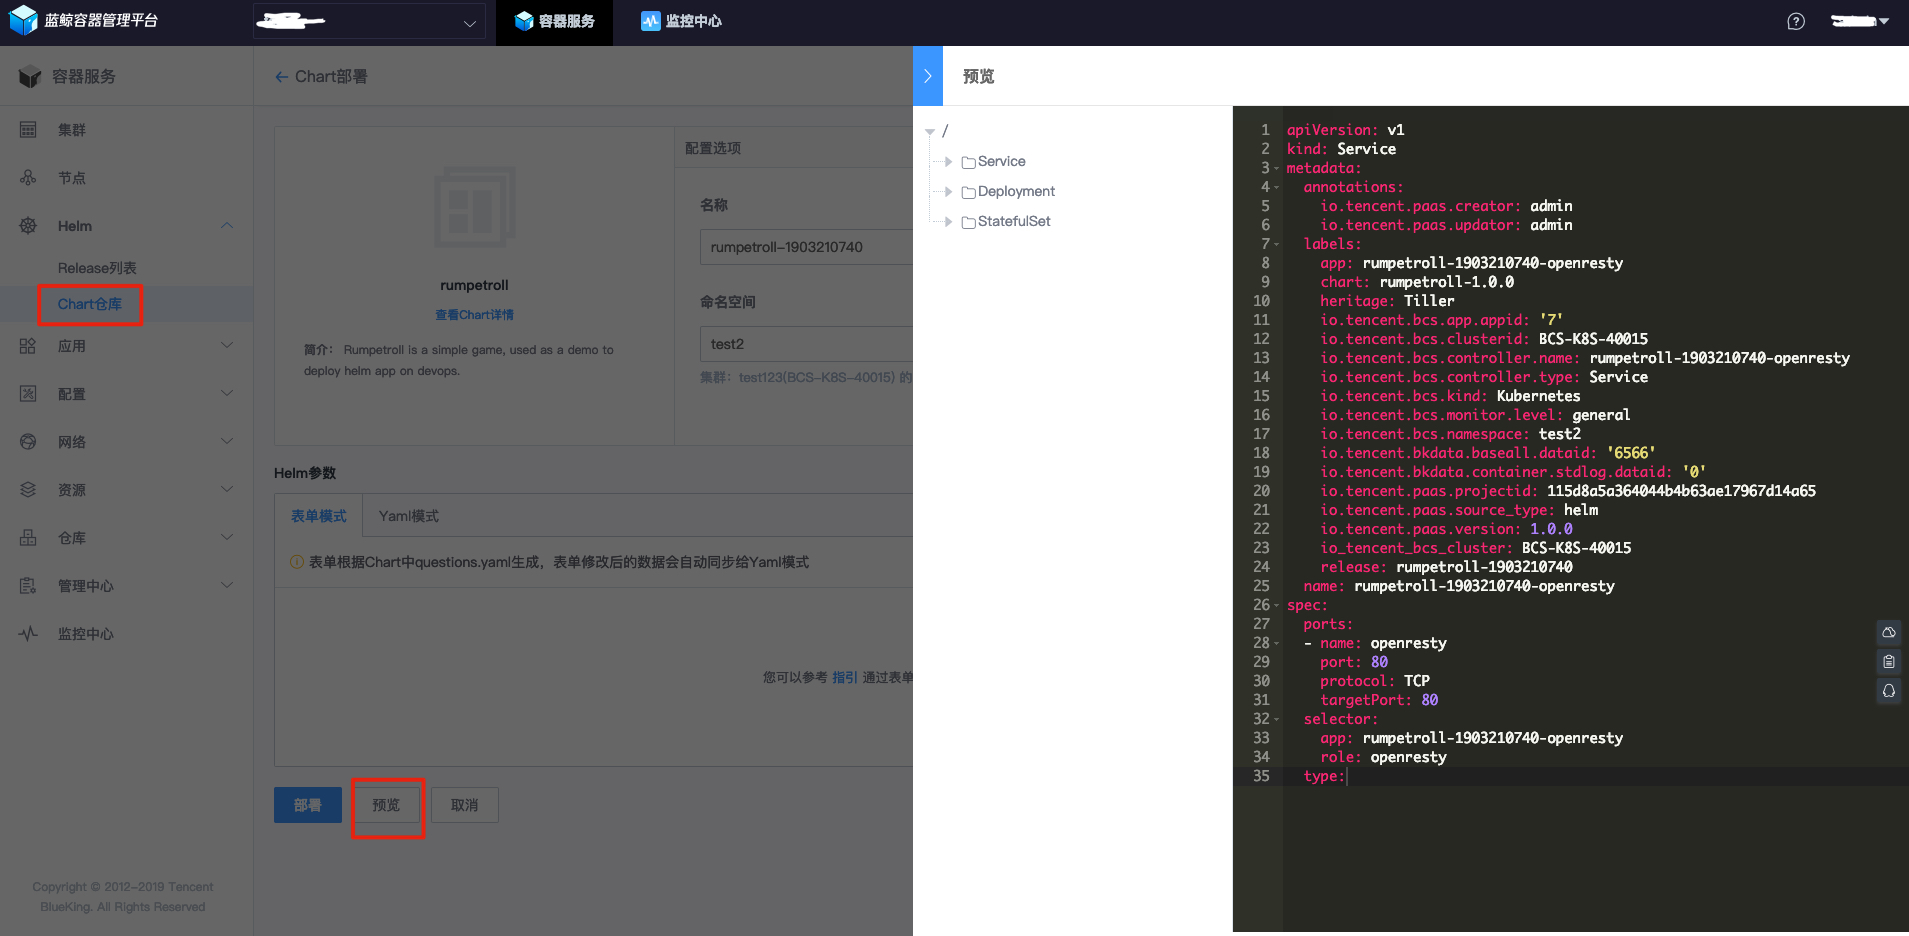 蓝鲸容器管理平台
容器服务
监控中心
容器服务
集群
节点
Helm
Release列表
Chart仓库
应用
配置
网络
资源
仓库
管理中心
监控中心
Copyright © 2012-2019 Tencent
BlueKing. All Rights Reserved
Chart部署
rumpetroll
查看Chart详情
简介： Rumpetroll is a simple game, used as a demo to
deploy helm app on devops.
配置选项
名称
rumpetroll-1903210740
命名空间
test2
集群：test123(BCS-K8S-40015) 的
Helm参数
表单模式
Yaml模式
表单根据Chart中questions.yaml生成，表单修改后的数据会自动同步给Yaml模式
您可以参考 指引 通过表单
部署
预览
取消
预览
/
Service
Deployment
StatefulSet
1 apiVersion: v1
2 kind: Service
3 metadata:
4 annotations:
5 io.tencent.paas.creator: admin
6 io.tencent.paas.updator: admin
7 labels:
8 app: rumpetroll-1903210740-openresty
9 chart: rumpetroll-1.0.0
10 heritage: Tiller
11 io.tencent.bcs.app.appid: '7'
12 io.tencent.bcs.clusterid: BCS-K8S-40015
13 io.tencent.bcs.controller.name: rumpetroll-1903210740-openresty
14 io.tencent.bcs.controller.type: Service
15 io.tencent.bcs.kind: Kubernetes
16 io.tencent.bcs.monitor.level: general
17 io.tencent.bcs.namespace: test2
18 io.tencent.bkdata.baseall.dataid: '6566'
19 io.tencent.bkdata.container.stdlog.dataid: '0'
20 io.tencent.paas.projectid: 115d8a5a364044b4b63ae17967d14a65
21 io.tencent.paas.source_type: helm
22 io.tencent.paas.version: 1.0.0
23 io_tencent_bcs_cluster: BCS-K8S-40015
24 release: rumpetroll-1903210740
25 name: rumpetroll-1903210740-openresty
26 spec:
27 ports:
28 - name: openresty
29 port: 80
30 protocol: TCP
31 targetPort: 80
32 selector:
33 app: rumpetroll-1903210740-openresty
34 role: openresty
35 type: